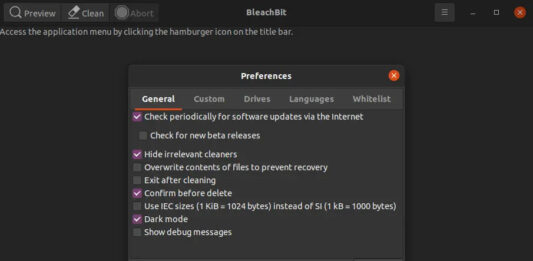 Preview Clean Abort BleachBit
Access the application menu by clicking the hamburger icon on the title bar.
Preferences
General Custom Drives Languages Whitelist
Check periodically for software updates via the Internet
Check for new beta releases
Hide irrelevant cleaners
Overwrite contents of files to prevent recovery
Exit after cleaning
Confirm before delete
Use IEC sizes (1 KiB = 1024 bytes) instead of SI (1 kB = 1000 bytes)
Dark mode
Show debug messages